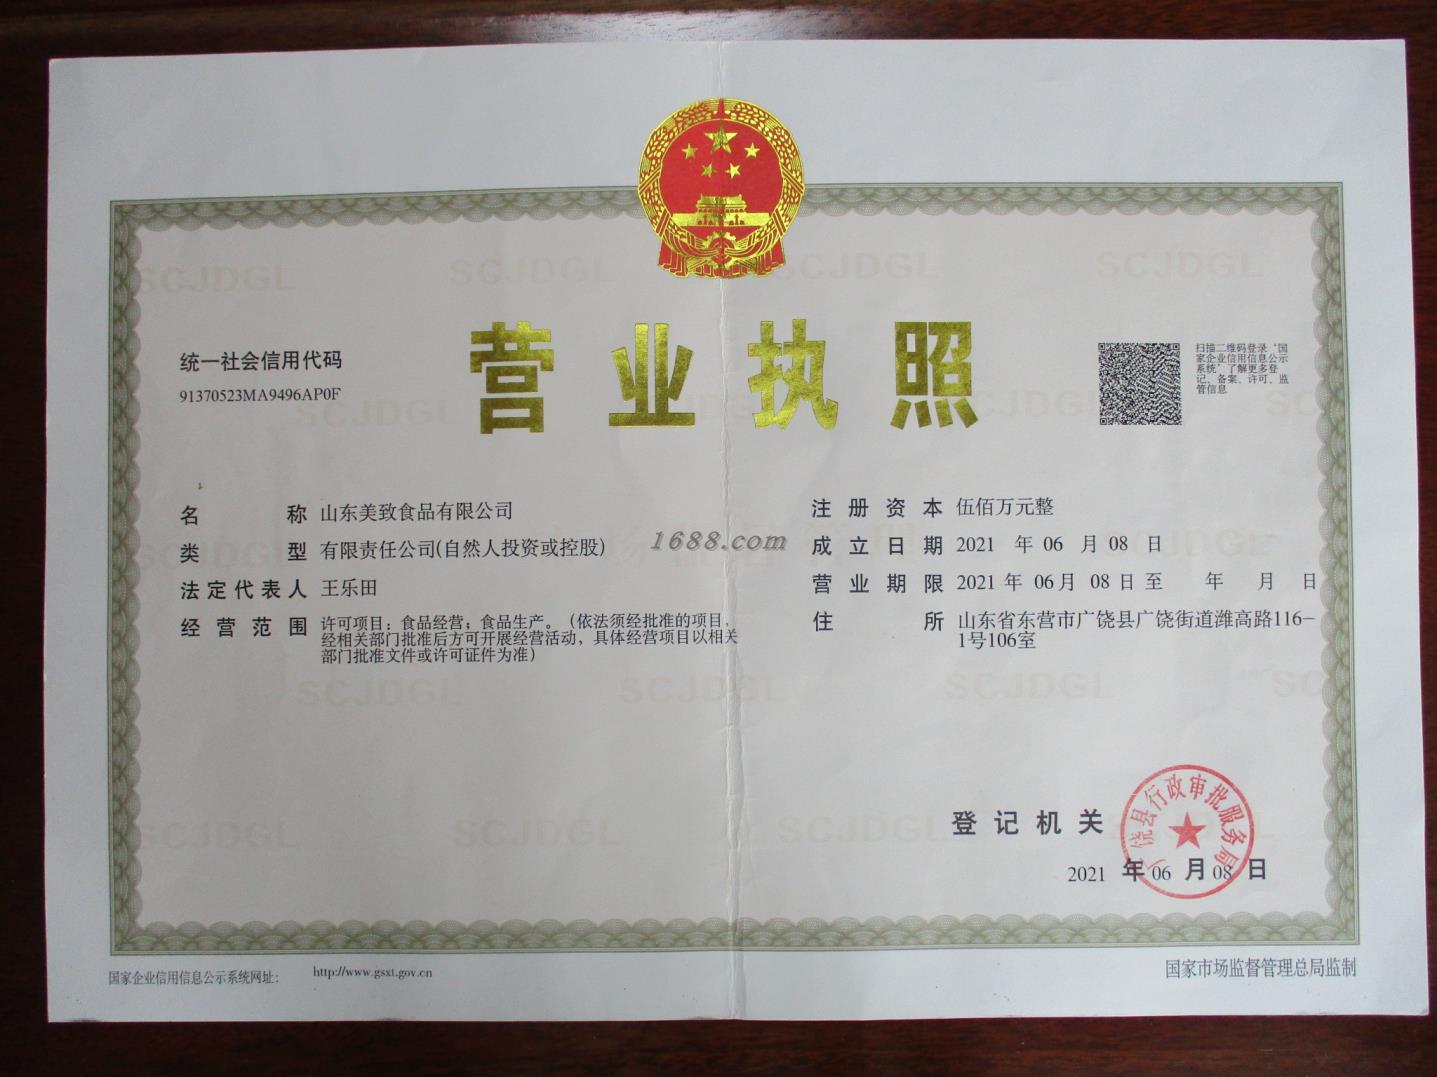 营业执照
统一社会信用代码
91370523MA9496AP0F
扫描二维码登录'国
家企业信用信息公示
系统'了解更多登
记、备案、许可、监
管信息
名称 山东美致食品有限公司
类型 有限责任公司(自然人投资或控股)
法定代表人 王乐田
经营范围 许可项目：食品经营；食品生产。（依法须经批准的项目，
经相关部门批准后方可开展经营活动，具体经营项目以相关
部门批准文件或许可证件为准）
注册资本 伍佰万元整
成立日期 2021 年 06 月 08 日
营业期限 2021 年 06 月 08 日 至 年 月 日
住所 山东省东营市广饶县广饶街道潍高路116-
1号106室
1688.com
登记机关
广饶县行政审批服务局
2021 年 06 月 08 日
国家企业信用信息公示系统网址： http://www.gsxt.gov.cn
国家市场监督管理总局监制
SCJDGL